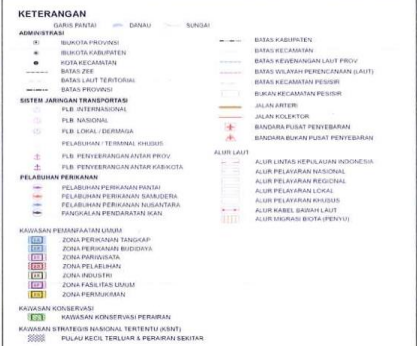 KETERANGAN
GARIS PANTAI DANAU SUNGAI
ADMINISTRASI
IBUKOTA PROVINSI
IBUKOTA KABUPATEN
KOTA KECAMATAN
BATAS ZEE
BATAS LAUT TERITORIAL
BATAS PROVINSI
BATAS KABUPATEN
BATAS KECAMATAN
BATAS KEWENANGAN LAUT PROV
BATAS WILAYAH PERENCANAAN (LAUT)
BATAS KECAMATAN PESISIR
BUKAN KECAMATAN PESISIR
SISTEM JARINGAN TRANSPORTASI
PLB. INTERNASIONAL
PLB. NASIONAL
PLB. LOKAL / DERMAGA
PELABUHAN / TERMINAL KHUSUS
PLB. PENYEBRANGAN ANTAR PROV
PLB. PENYEBRANGAN ANTAR KAB/KOTA
JALAN ARTERI
JALAN KOLEKTOR
BANDARA PUSAT PENYEBARAN
BANDARA BUKAN PUSAT PENYEBARAN
PELABUHAN PERIKANAN
PELABUHAN PERIKANAN PANTAI
PELABUHAN PERIKANAN SAMUDERA
PELABUHAN PERIKANAN NUSANTARA
PANGKALAN PENDARATAN IKAN
ALUR LAUT
ALUR LINTAS KEPULAUAN INDONESIA
ALUR PELAYARAN NASIONAL
ALUR PELAYARAN REGIONAL
ALUR PELAYARAN LOKAL
ALUR PELAYARAN KHUSUS
ALUR KABEL BAWAH LAUT
ALUR MIGRASI BIOTA (PENYU)
KAWASAN PEMANFAATAN UMUM
ZONA PERIKANAN TANGKAP
ZONA PERIKANAN BUDIDAYA
ZONA PARIWISATA
ZONA PELABUHAN
ZONA INDUSTRI
ZONA FASILITAS UMUM
ZONA PERMUKIMAN
KAWASAN KONSERVASI
KAWASAN KONSERVASI PERAIRAN
KAWASAN STRATEGIS NASIONAL TERTENTU (KSNT)
PULAU KECIL TERLUAR & PERAIRAN SEKITAR